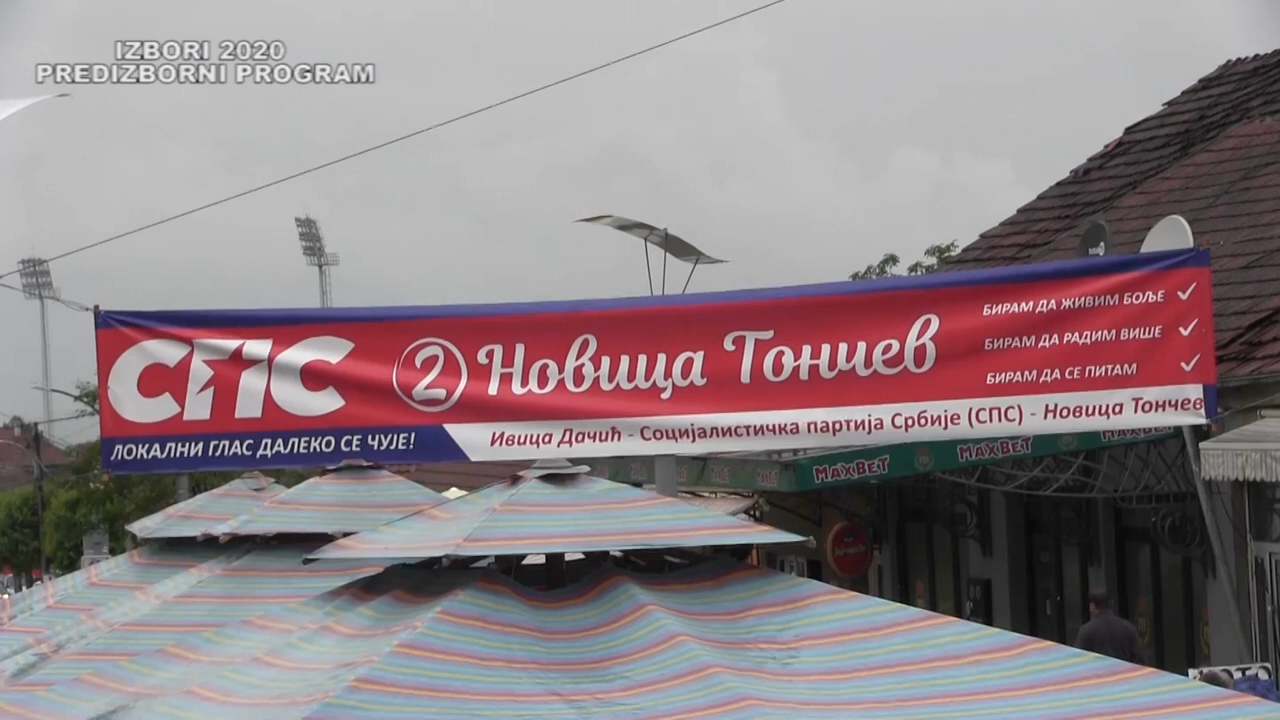 IZBORI 2020
PREDIZBORNI PROGRAM
СПС
2 Новица Тончев
БИРАМ ДА ЖИВИМ БОЉЕ
БИРАМ ДА РАДИМ ВИШЕ
БИРАМ ДА СЕ ПИТАМ
ЛОКАЛНИ ГЛАС ДАЛЕКО СЕ ЧУЈЕ!
Ивица Дачић - Социјалистичка партија Србије (СПС) - Новица Тончев
MAXBET
MAXBET
MAXBET